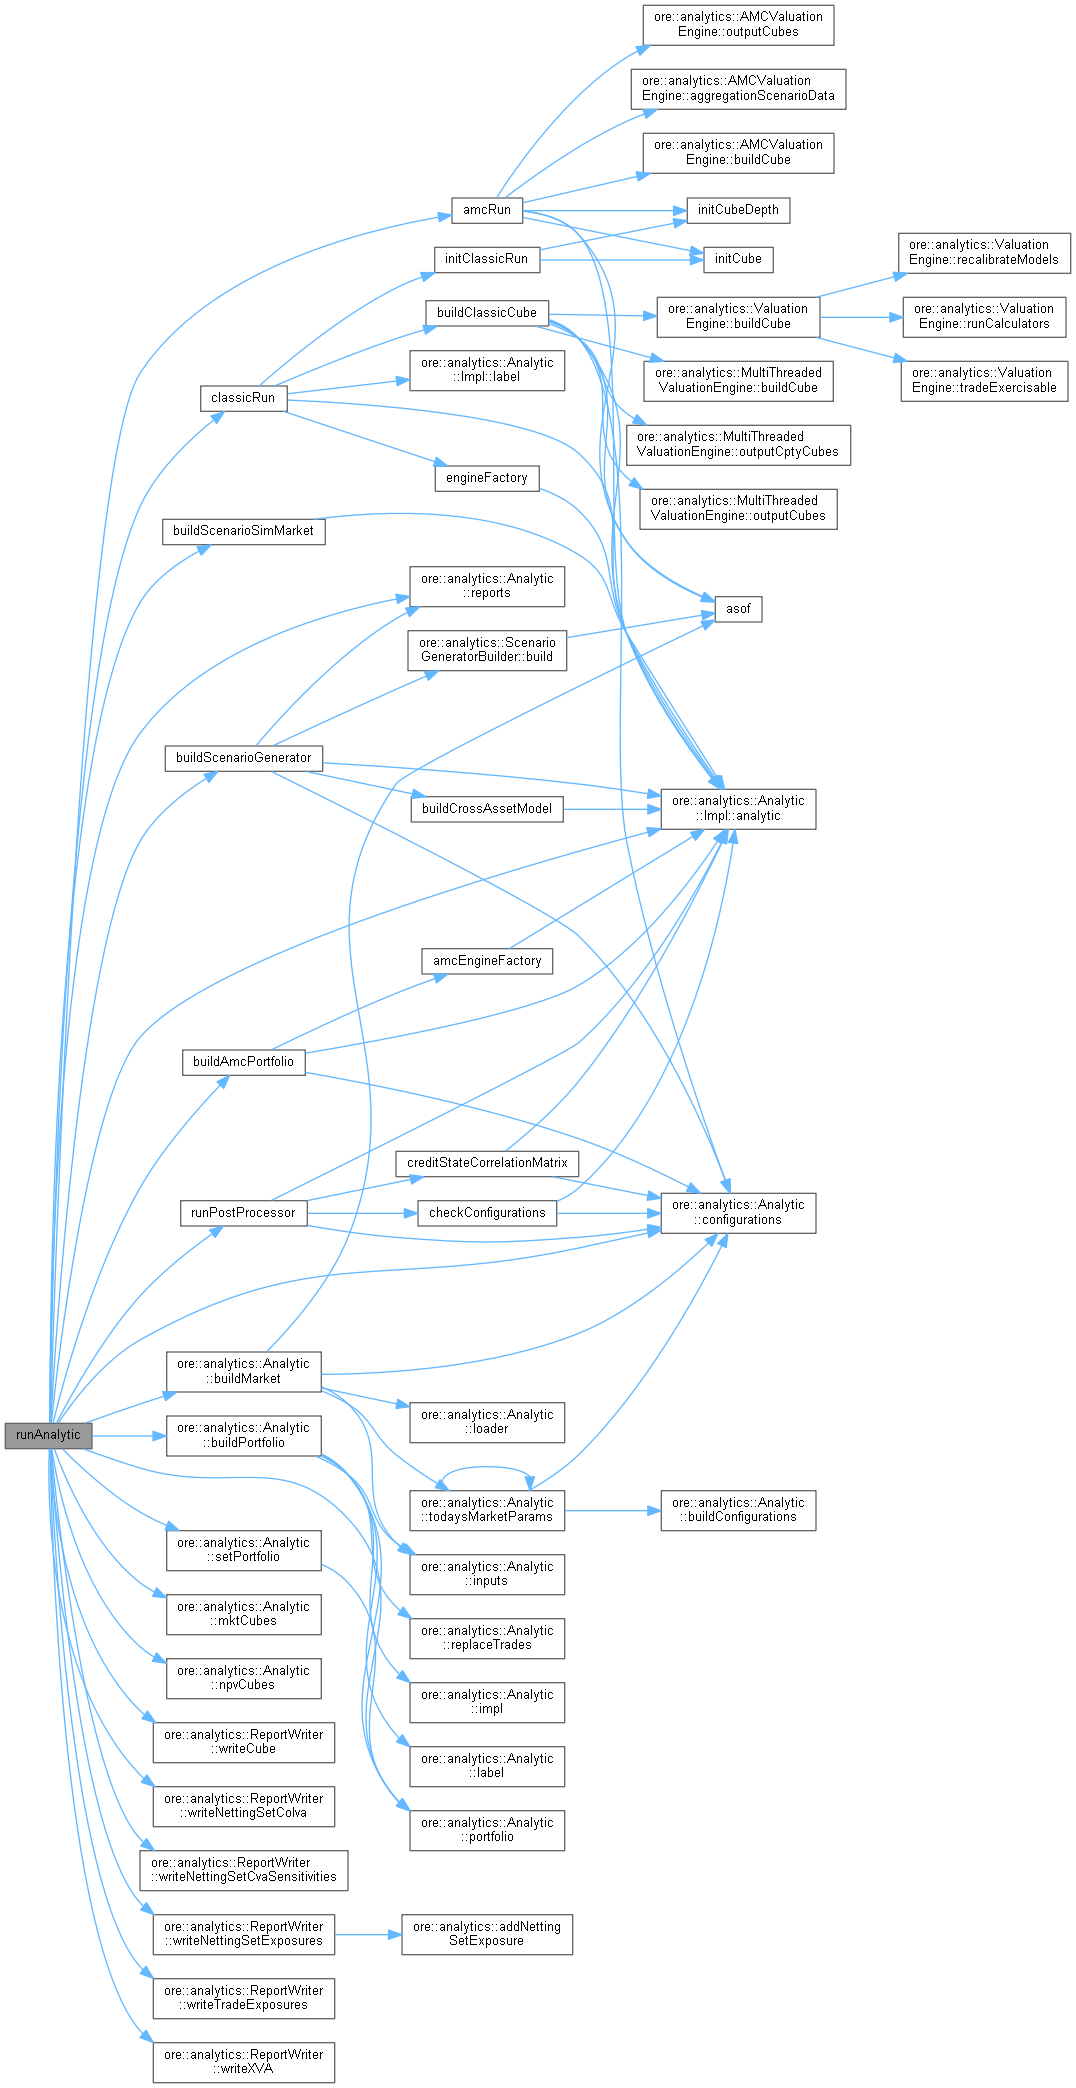 ore::analytics::AMCValuation
Engine::outputCubes
ore::analytics::AMCValuation
Engine::aggregationScenarioData
ore::analytics::AMCValuation
Engine::buildCube
amcRun
initCubeDepth
initClassicRun
initCube
ore::analytics::Valuation
Engine::recalibrateModels
buildClassicCube
ore::analytics::Valuation
Engine::buildCube
ore::analytics::Valuation
Engine::runCalculators
ore::analytics::Analytic
::Impl::label
ore::analytics::MultiThreaded
ValuationEngine::buildCube
ore::analytics::Valuation
Engine::tradeExercisable
classicRun
ore::analytics::MultiThreaded
ValuationEngine::outputCptyCubes
engineFactory
ore::analytics::MultiThreaded
ValuationEngine::outputCubes
buildScenarioSimMarket
ore::analytics::Analytic
::reports
asof
ore::analytics::Scenario
GeneratorBuilder::build
buildScenarioGenerator
buildCrossAssetModel
ore::analytics::Analytic
::Impl::analytic
amcEngineFactory
buildAmcPortfolio
creditStateCorrelationMatrix
runPostProcessor
checkConfigurations
ore::analytics::Analytic
::configurations
ore::analytics::Analytic
::buildMarket
ore::analytics::Analytic
::loader
runAnalytic
ore::analytics::Analytic
::buildPortfolio
ore::analytics::Analytic
::todaysMarketParams
ore::analytics::Analytic
::buildConfigurations
ore::analytics::Analytic
::setPortfolio
ore::analytics::Analytic
::inputs
ore::analytics::Analytic
::mktCubes
ore::analytics::Analytic
::replaceTrades
ore::analytics::Analytic
::npvCubes
ore::analytics::Analytic
::impl
ore::analytics::ReportWriter
::writeCube
ore::analytics::Analytic
::label
ore::analytics::ReportWriter
::writeNettingSetColva
ore::analytics::Analytic
::portfolio
ore::analytics::ReportWriter
::writeNettingSetCvaSensitivities
ore::analytics::ReportWriter
::writeNettingSetExposures
ore::analytics::addNetting
SetExposure
ore::analytics::ReportWriter
::writeTradeExposures
ore::analytics::ReportWriter
::writeXVA